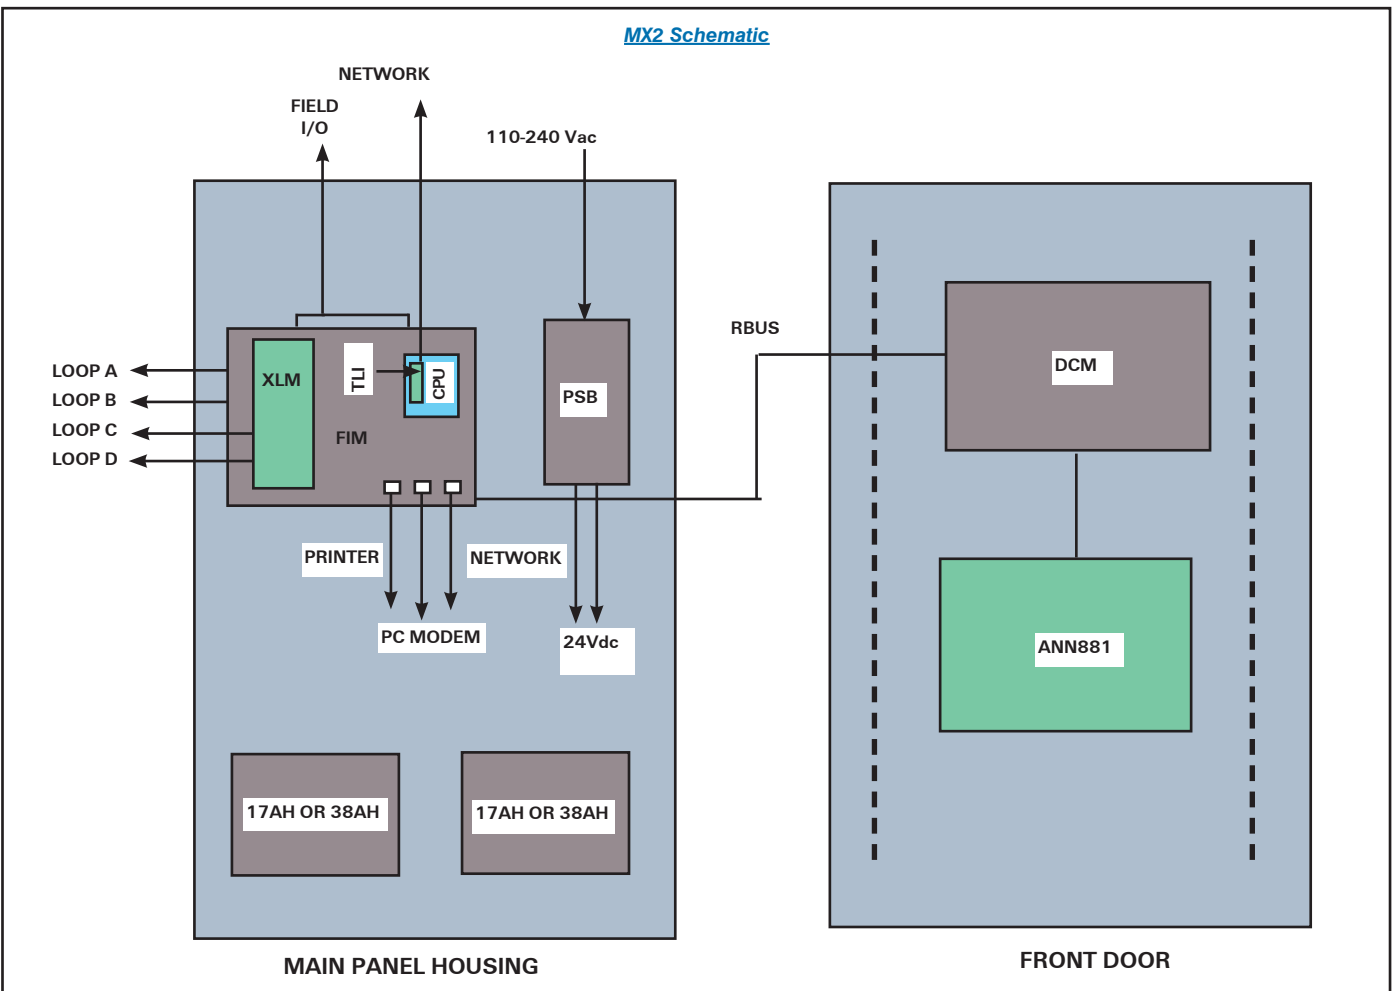 MX2 Schematic
NETWORK
FIELD
I/O
110-240 Vac
RBUS
LOOP A
LOOP B
LOOP C
LOOP D
XLM
TLI
CPU
FIM
PSB
DCM
PRINTER
NETWORK
PC MODEM
24Vdc
ANN881
17AH OR 38AH
17AH OR 38AH
MAIN PANEL HOUSING
FRONT DOOR